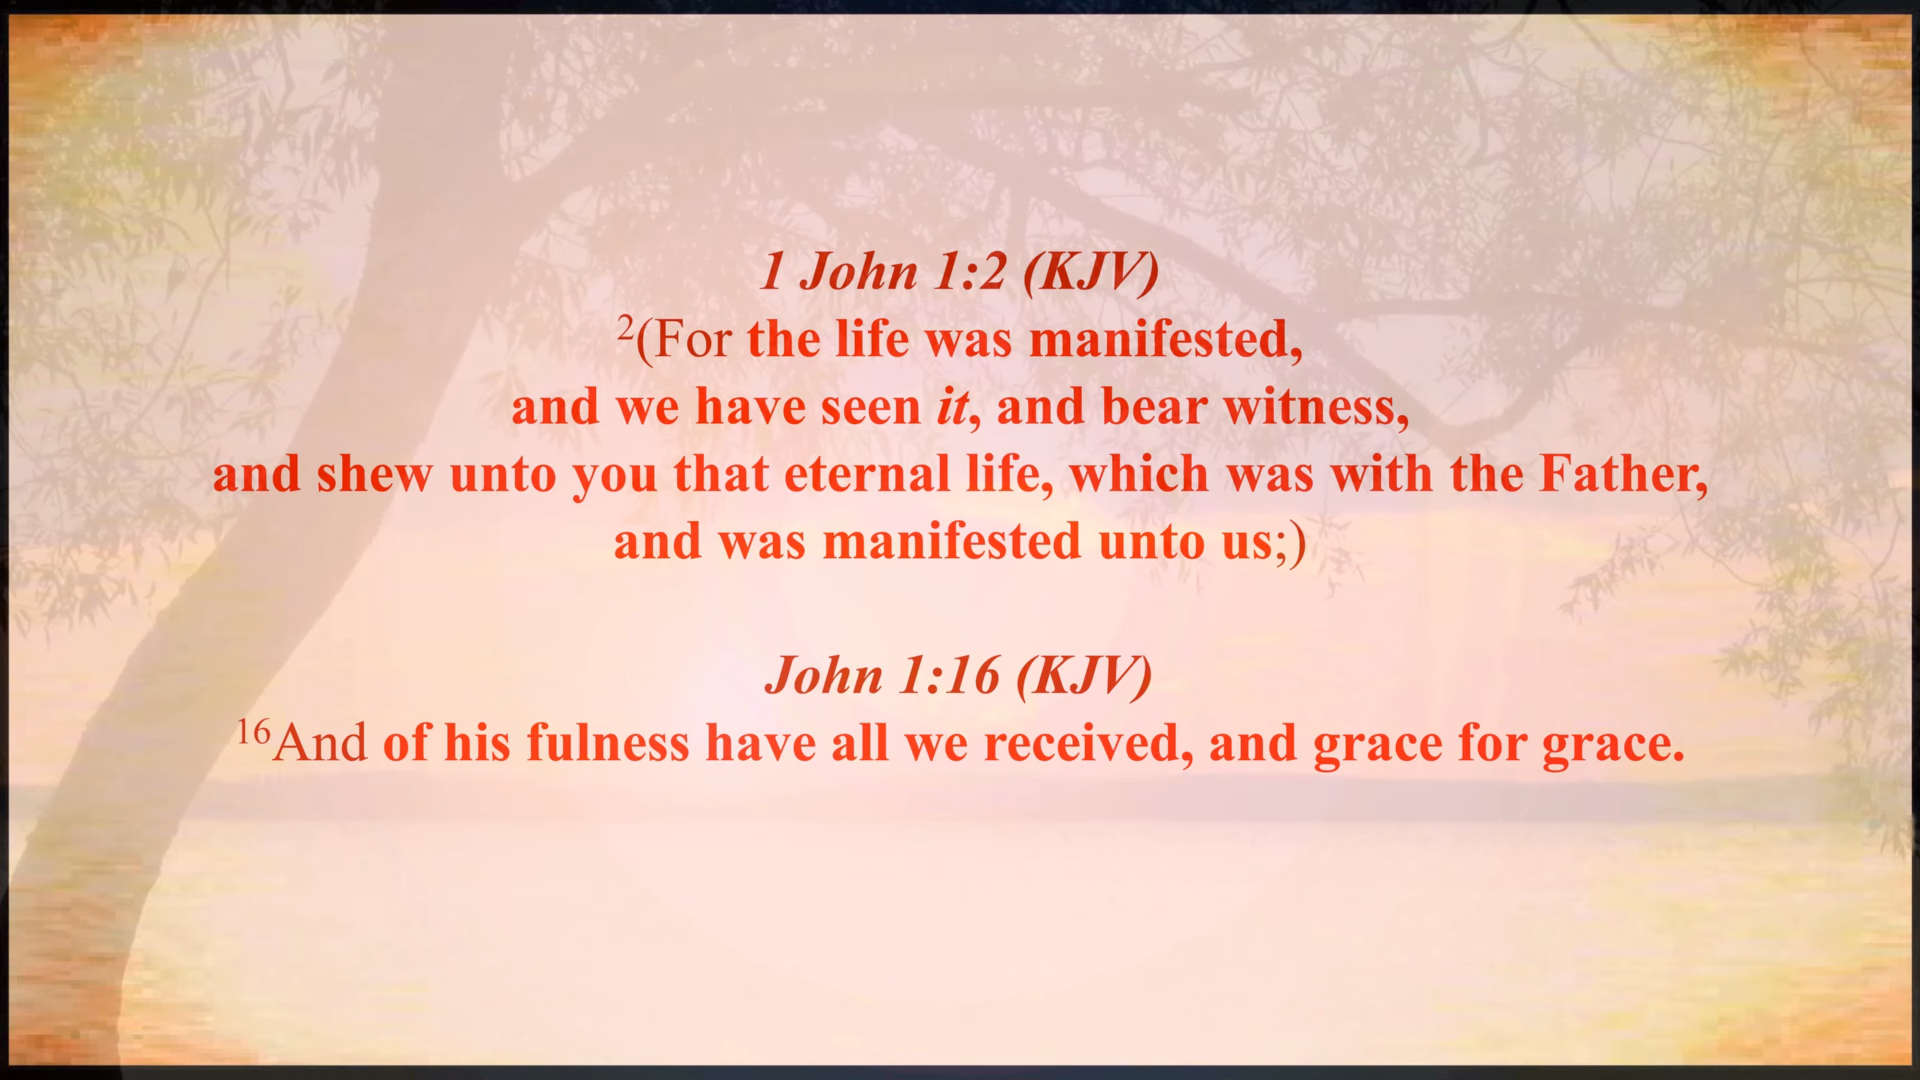 1 John 1:2 (KJV)
2(For the life was manifested,
and we have seen it, and bear witness,
and shew unto you that eternal life, which was with the Father,
and was manifested unto us;)
John 1:16 (KJV)
16And of his fulness have all we received, and grace for grace.